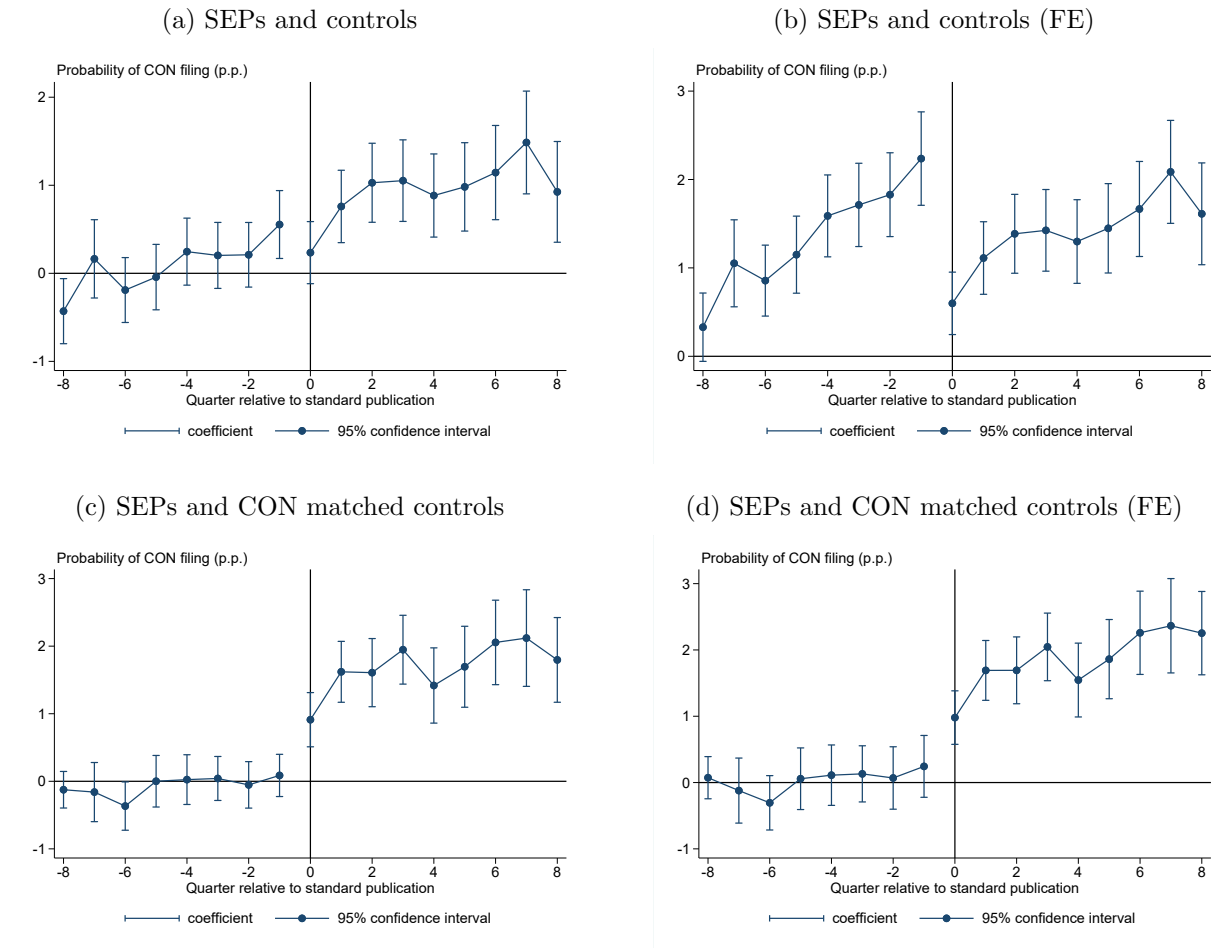 (a) SEPs and controls
Probability of CON filing (p.p.)
2
1
0
-1
-8 -6 -4 -2 0 2 4 6 8
Quarter relative to standard publication
coefficient 95% confidence interval
(b) SEPs and controls (FE)
Probability of CON filing (p.p.)
3
2
1
0
-8 -6 -4 -2 0 2 4 6 8
Quarter relative to standard publication
coefficient 95% confidence interval
(c) SEPs and CON matched controls
Probability of CON filing (p.p.)
3
2
1
0
-1
-8 -6 -4 -2 0 2 4 6 8
Quarter relative to standard publication
coefficient 95% confidence interval
(d) SEPs and CON matched controls (FE)
Probability of CON filing (p.p.)
3
2
1
0
-1
-8 -6 -4 -2 0 2 4 6 8
Quarter relative to standard publication
coefficient 95% confidence interval